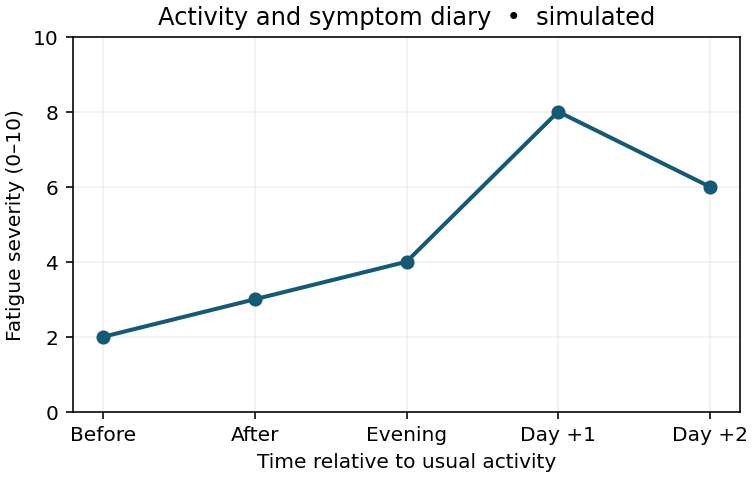 Activity and symptom diary • simulated
Fatigue severity (0–10)
10
8
6
4
2
0
Before After Evening Day +1 Day +2
Time relative to usual activity